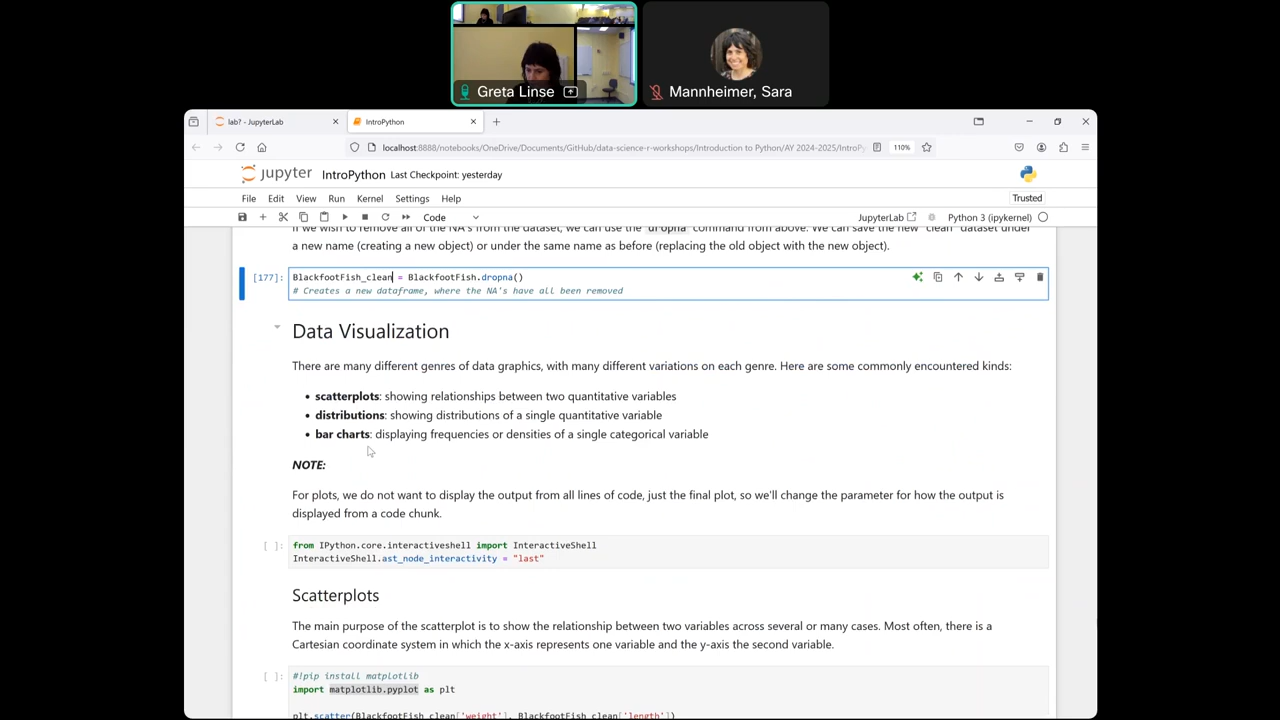 Greta Linse
Mannheimer, Sara
lab? - JupyterLab
IntroPython
localhost:8888/notebooks/OneDrive/Documents/GitHub/data-science-r-workshops/Introduction to Python/AY 2024-2025/IntroPy
110%
jupyter
IntroPython Last Checkpoint: yesterday
File Edit View Run Kernel Settings Help
Trusted
Code
JupyterLab
Python 3 (ipykernel)
If we wish to remove all of the NA's from the dataset, we can use the dropna command from above. We can save the new "clean" dataset under
a new name (creating a new object) or under the same name as before (replacing the old object with the new object).
[177]: BlackfootFish_clean = BlackfootFish.dropna()
# Creates a new dataframe, where the NA's have all been removed
Data Visualization
There are many different genres of data graphics, with many different variations on each genre. Here are some commonly encountered kinds:
• scatterplots: showing relationships between two quantitative variables
• distributions: showing distributions of a single quantitative variable
• bar charts: displaying frequencies or densities of a single categorical variable
NOTE:
For plots, we do not want to display the output from all lines of code, just the final plot, so we'll change the parameter for how the output is
displayed from a code chunk.
[ ]: from IPython.core.interactiveshell import InteractiveShell
InteractiveShell.ast_node_interactivity = "last"
Scatterplots
The main purpose of the scatterplot is to show the relationship between two variables across several or many cases. Most often, there is a
Cartesian coordinate system in which the x-axis represents one variable and the y-axis the second variable.
[ ]: #!pip install matplotlib
import matplotlib.pyplot as plt
plt.scatter(BlackfootFish_clean['weight'], BlackfootFish_clean['length'])